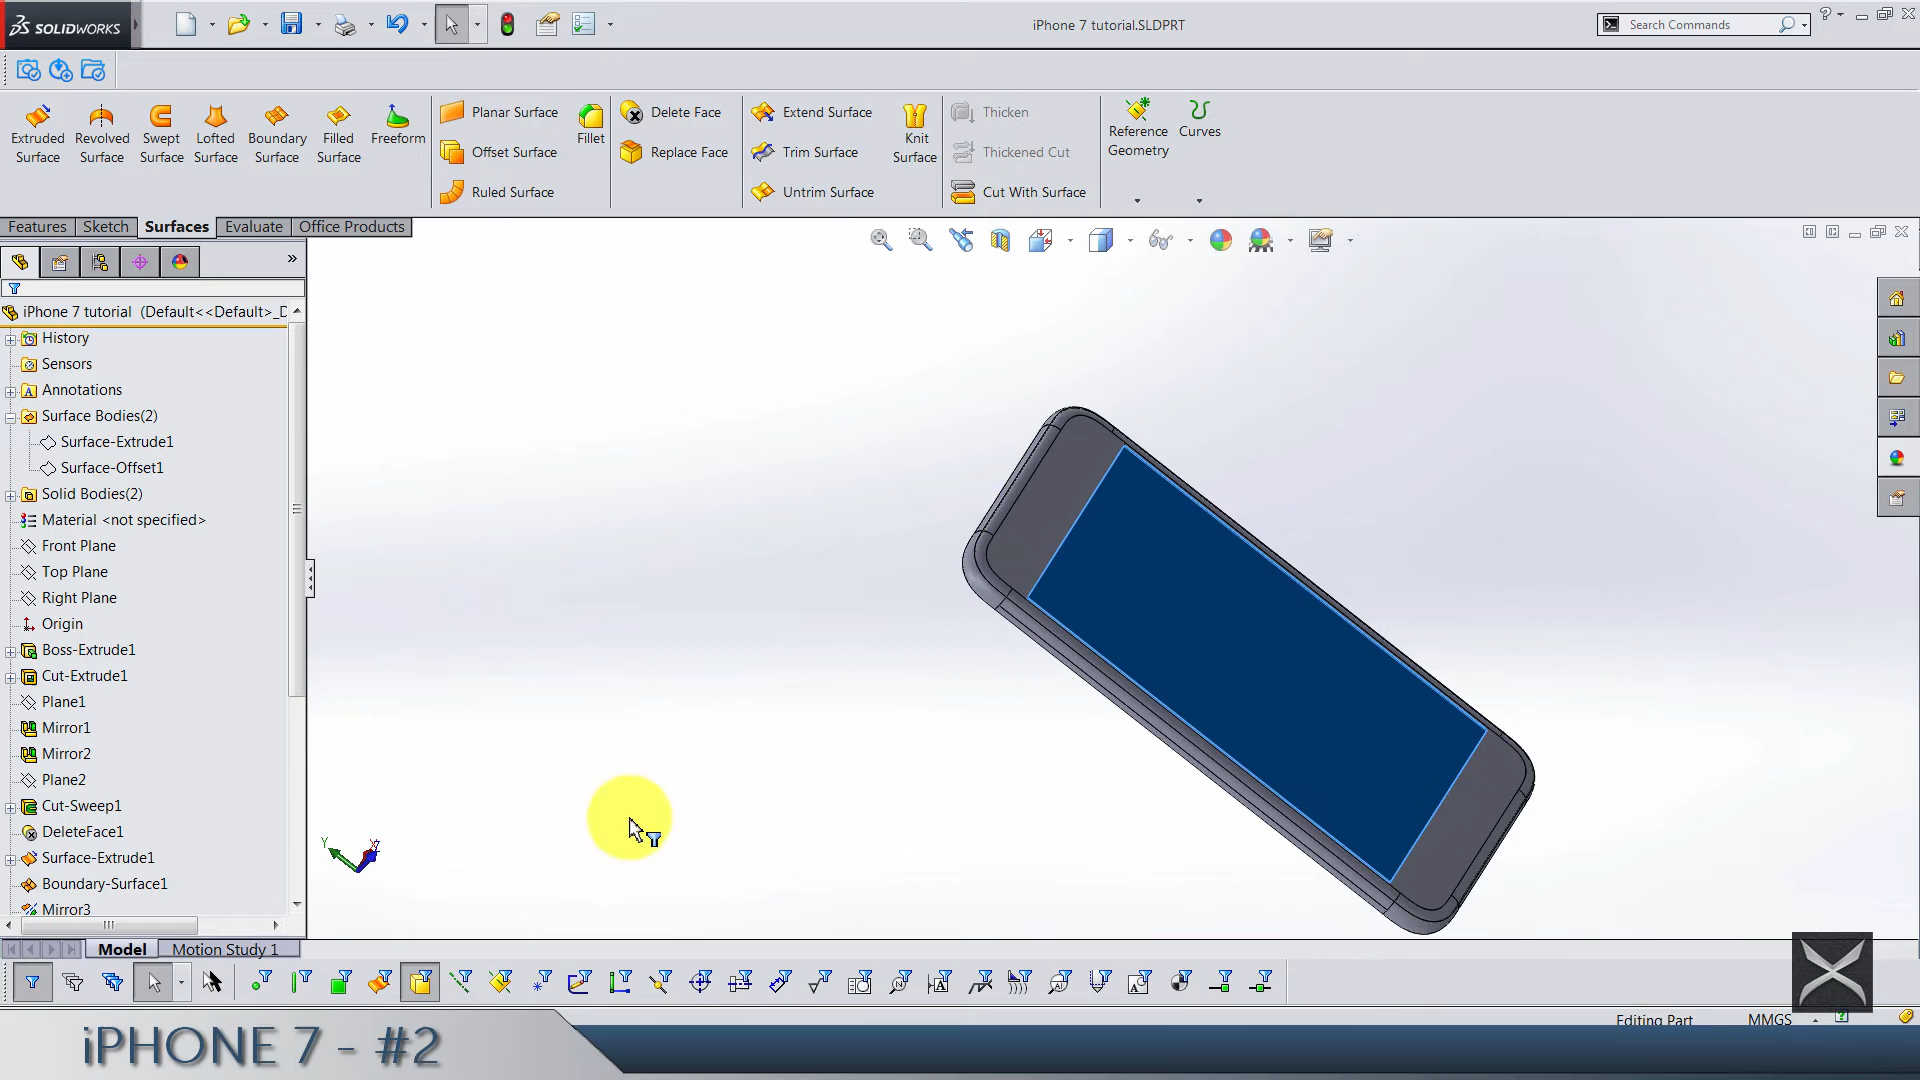 SOLIDWORKS
iPhone 7 tutorial.SLDPRT
Search Commands
Extruded Surface
Revolved Surface
Swept Surface
Lofted Surface
Boundary Surface
Filled Surface
Freeform
Planar Surface
Offset Surface
Ruled Surface
Fillet
Delete Face
Replace Face
Extend Surface
Trim Surface
Untrim Surface
Knit Surface
Thicken
Thickened Cut
Cut With Surface
Reference Geometry
Curves
Features Sketch Surfaces Evaluate Office Products
iPhone 7 tutorial (Default<<Default>_D
History
Sensors
Annotations
Surface Bodies(2)
Surface-Extrude1
Surface-Offset1
Solid Bodies(2)
Material <not specified>
Front Plane
Top Plane
Right Plane
Origin
Boss-Extrude1
Cut-Extrude1
Plane1
Mirror1
Mirror2
Plane2
Cut-Sweep1
DeleteFace1
Surface-Extrude1
Boundary-Surface1
Mirror3
Model Motion Study 1
Editing Part MMGS
iPHONE 7 - #2